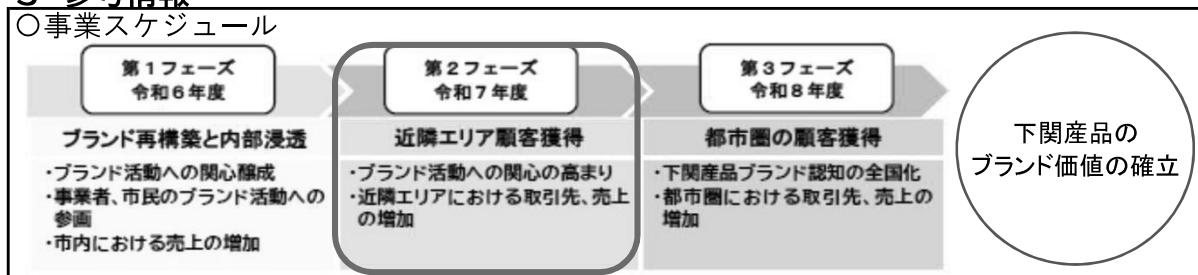 ○事業スケジュール
第1フェーズ
令和6年度
ブランド再構築と内部浸透
・ブランド活動への関心醸成
・事業者、市民のブランド活動への
参画
・市内における売上の増加
第2フェーズ
令和7年度
近隣エリア顧客獲得
・ブランド活動への関心の高まり
・近隣エリアにおける取引先、売上
の増加
第3フェーズ
令和8年度
都市圏の顧客獲得
・下関産品ブランド認知の全国化
・都市圏における取引先、売上の
増加
下関産品の
ブランド価値の確立